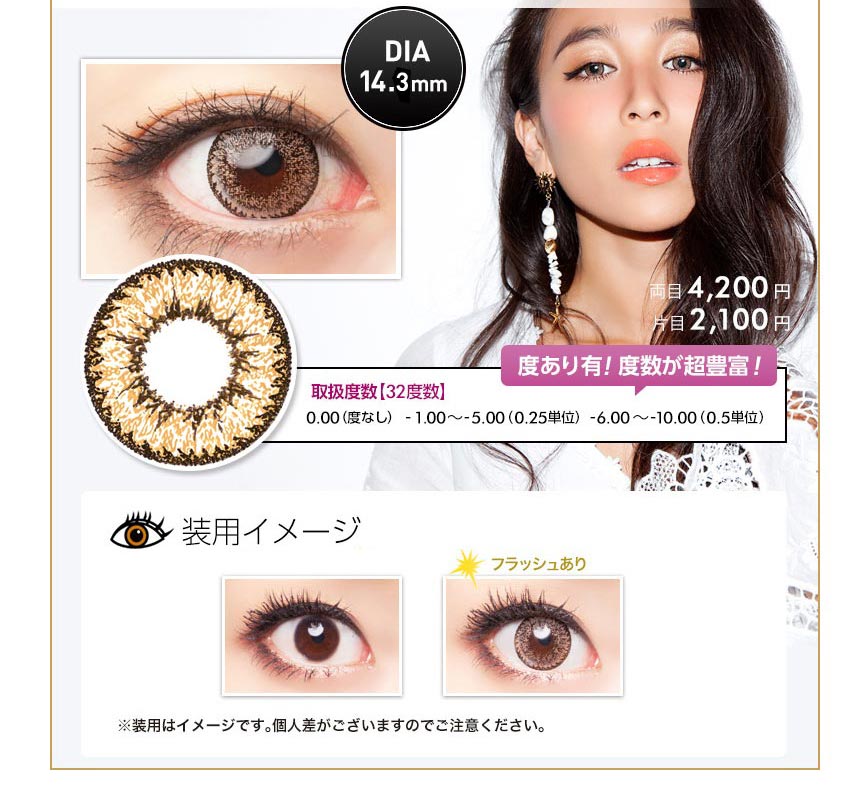 DIA
14.3mm
両目 4,200 円
片目 2,100 円
度あり有！度数が超豊富！
取扱度数【32度数】
0.00（度なし） -1.00～-5.00（0.25単位） -6.00～-10.00（0.5単位）
装用イメージ
フラッシュあり
※装用はイメージです。個人差がございますのでご注意ください。